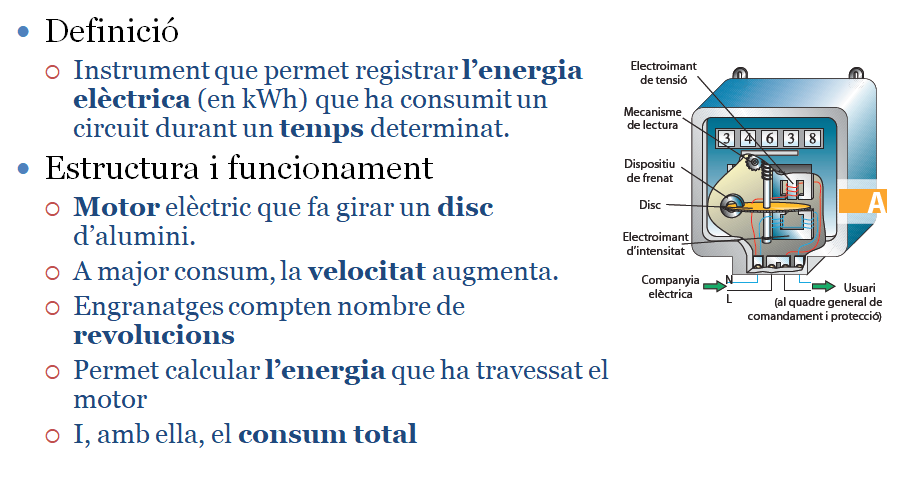 Definició
Instrument que permet registrar l’energia
elèctrica (en kWh) que ha consumit un
circuit durant un temps determinat.
Estructura i funcionament
Motor elèctric que fa girar un disc
d’alumini.
A major consum, la velocitat augmenta.
Engranatges compten nombre de
revolucions
Permet calcular l’energia que ha travessat el
motor
I, amb ella, el consum total
Electroimant
de tensió
Mecanisme
de lectura
3 4 6 3 8
Dispositiu
de frenat
Disc
A
Electroimant
d’intensitat
Companyia
elèctrica
N
L
Usuari
(al quadre general de
comandament i protecció)